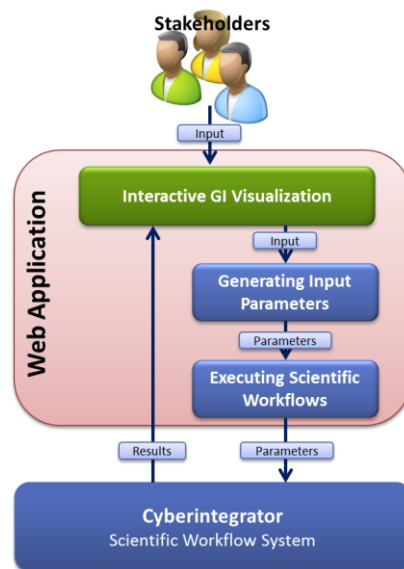 Stakeholders
Input
Web Application
Interactive GI Visualization
Input
Generating Input
Parameters
Parameters
Executing Scientific
Workflows
Results
Parameters
Cyberintegrator
Scientific Workflow System